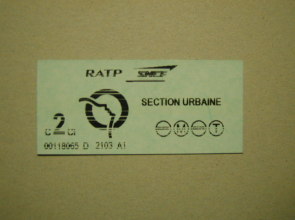 RATP SNCF
SECTION URBAINE
2
M T
00118065 D 2103 A1